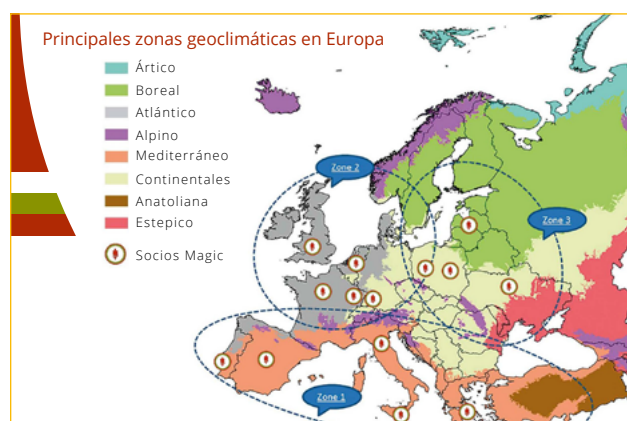 Principales zonas geoclimáticas en Europa
Ártico
Boreal
Atlántico
Alpino
Mediterráneo
Continentales
Anatoliana
Estepico
Socios Magic
Zone 2
Zone 3
Zone 1